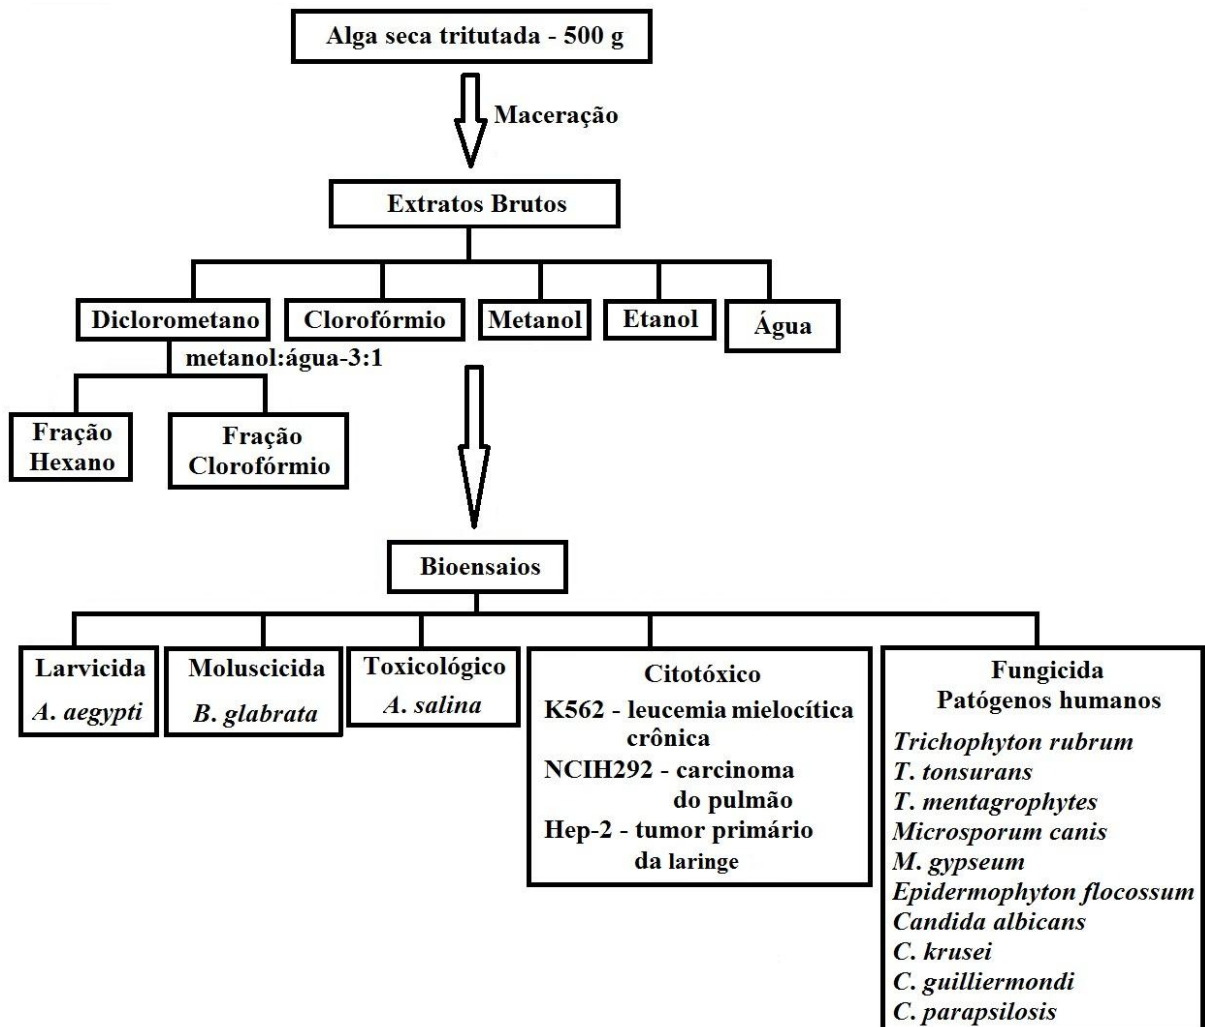 Alga seca tritutada - 500 g
Maceração
Extratos Brutos
Diclorometano
Clorofórmio
Metanol
Etanol
Água
metanol:água-3:1
Fração
Hexano
Fração
Clorofórmio
Bioensaios
Larvicida
A. aegypti
Moluscicida
B. glabrata
Toxicológico
A. salina
Citotóxico
K562 - leucemia mielocítica
crônica
NCIH292 - carcinoma
do pulmão
Hep-2 - tumor primário
da laringe
Fungicida
Patógenos humanos
Trichophyton rubrum
T. tonsurans
T. mentagrophytes
Microsporum canis
M. gypseum
Epidermophyton flocossum
Candida albicans
C. krusei
C. guilliermondi
C. parapsilosis